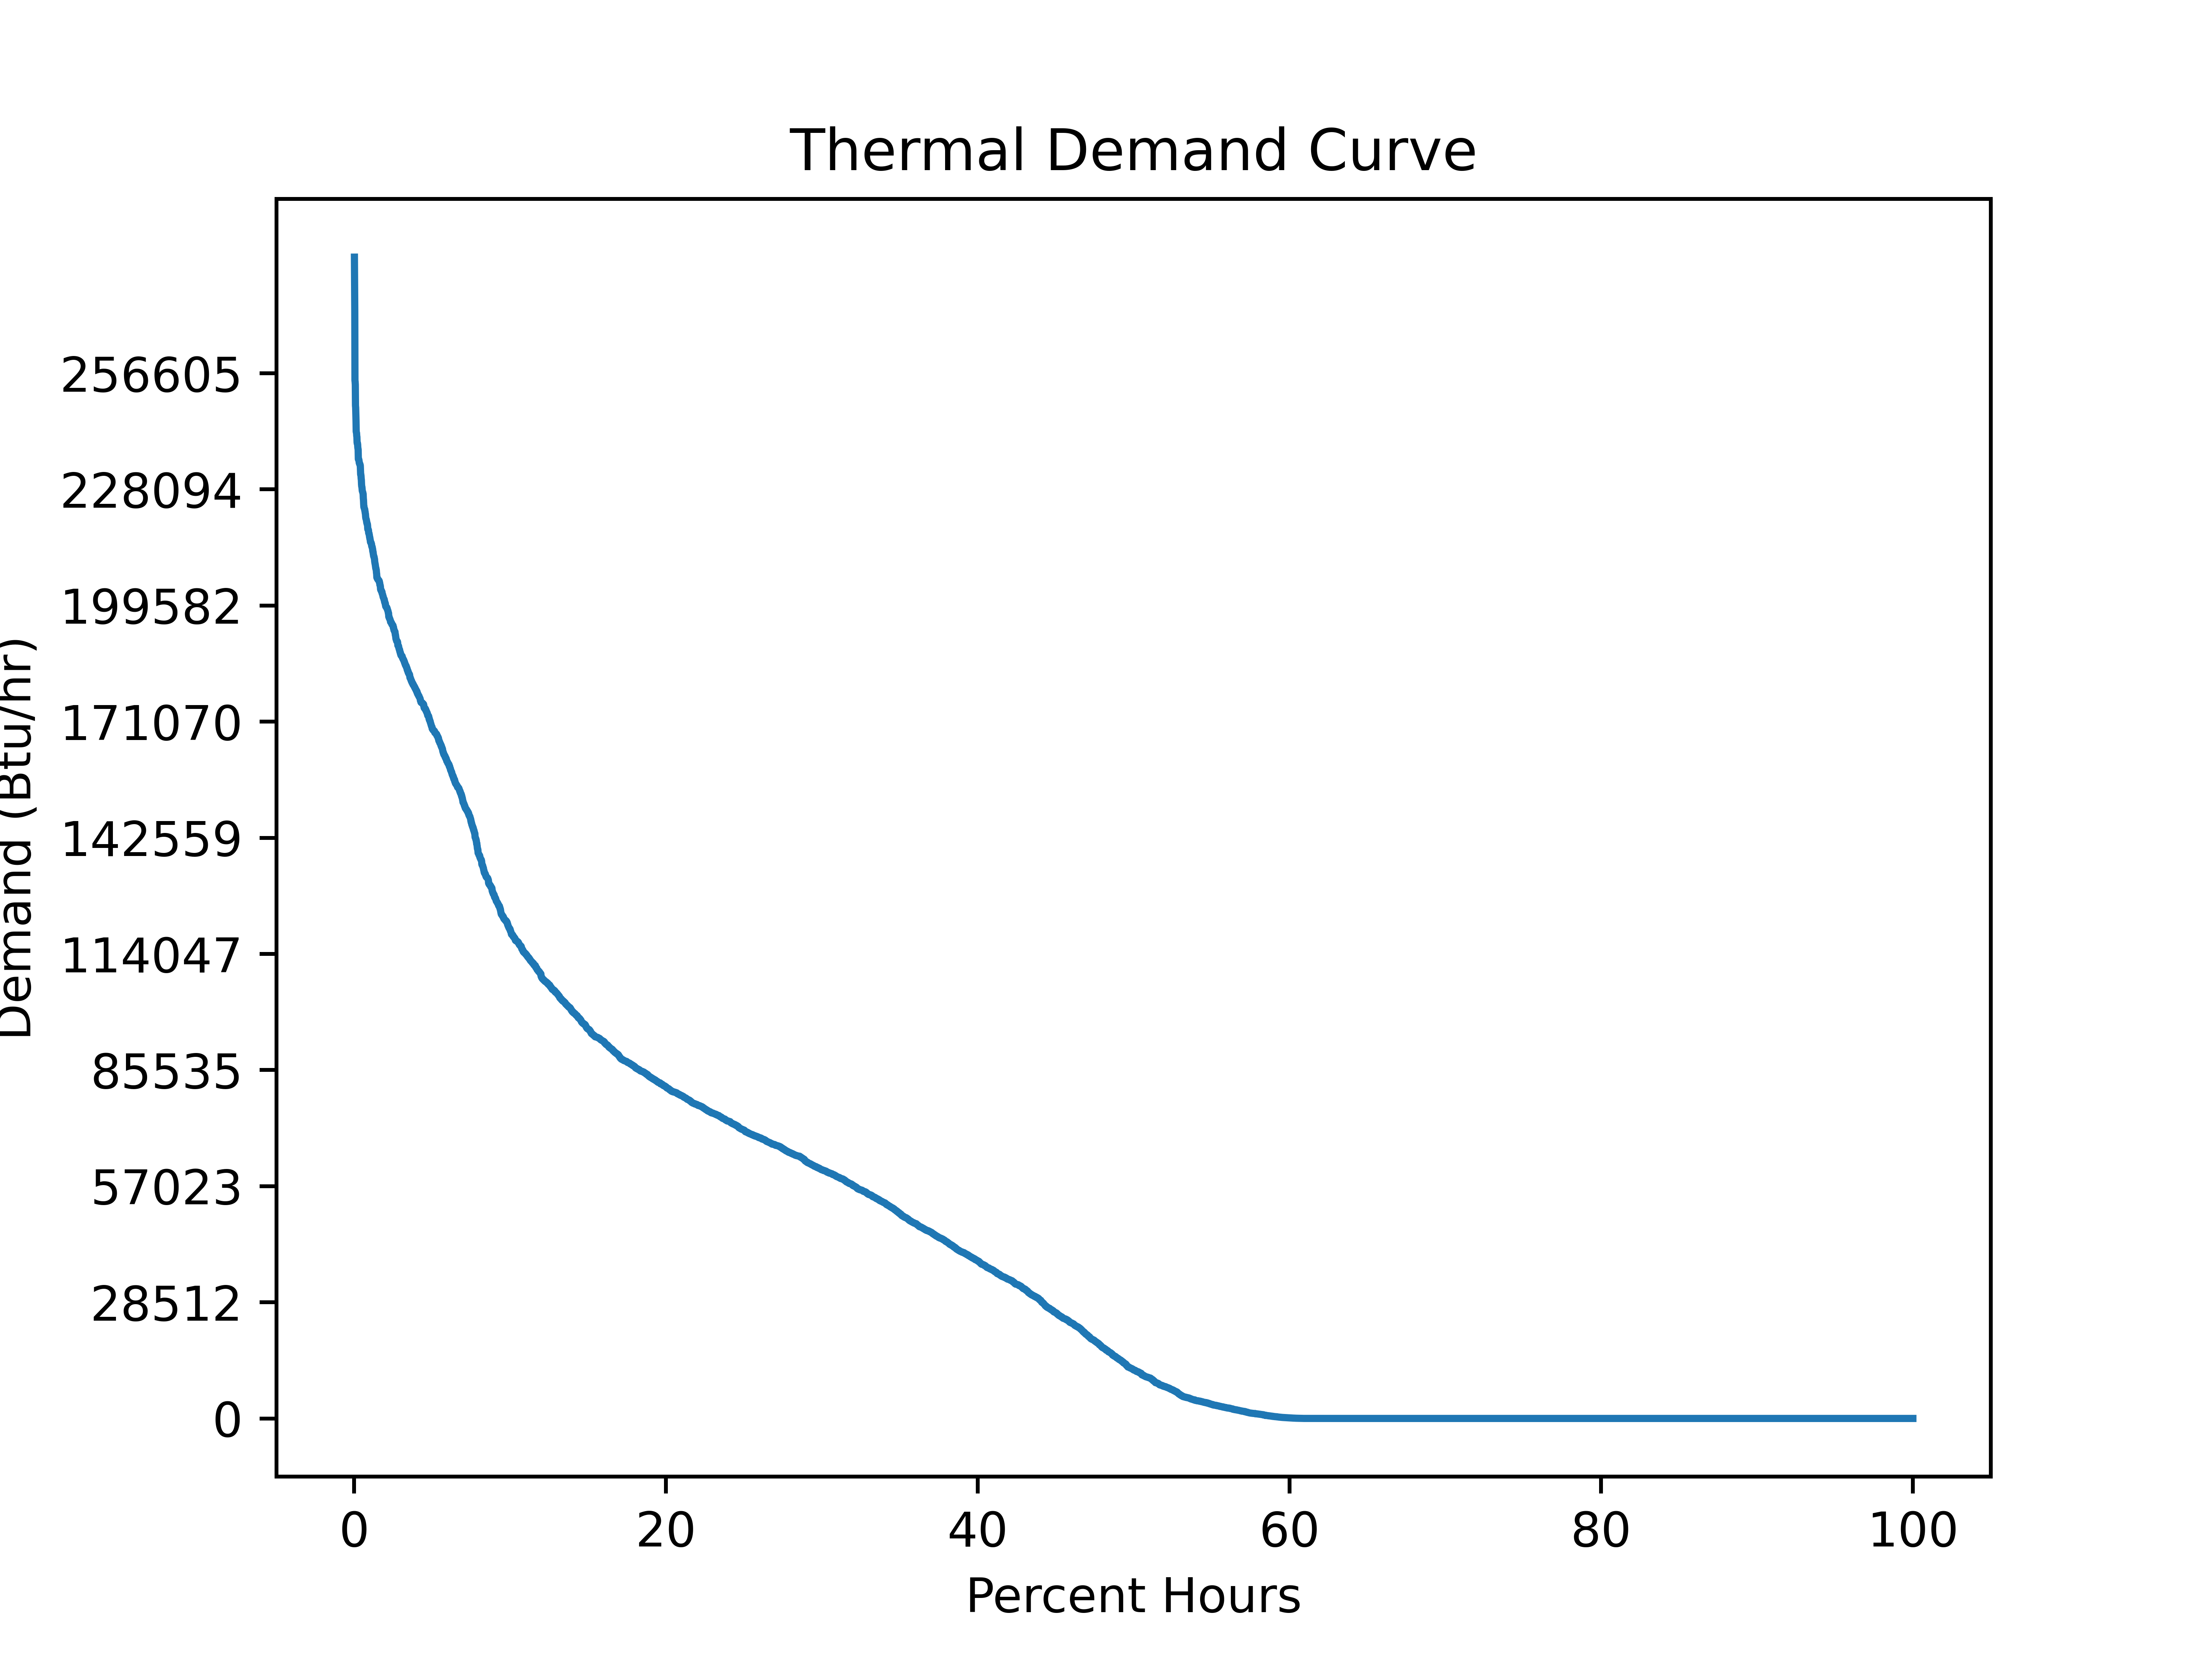 Thermal Demand Curve
Demand (Btu/hr)
256605
228094
199582
171070
142559
114047
85535
57023
28512
0
0 20 40 60 80 100
Percent Hours